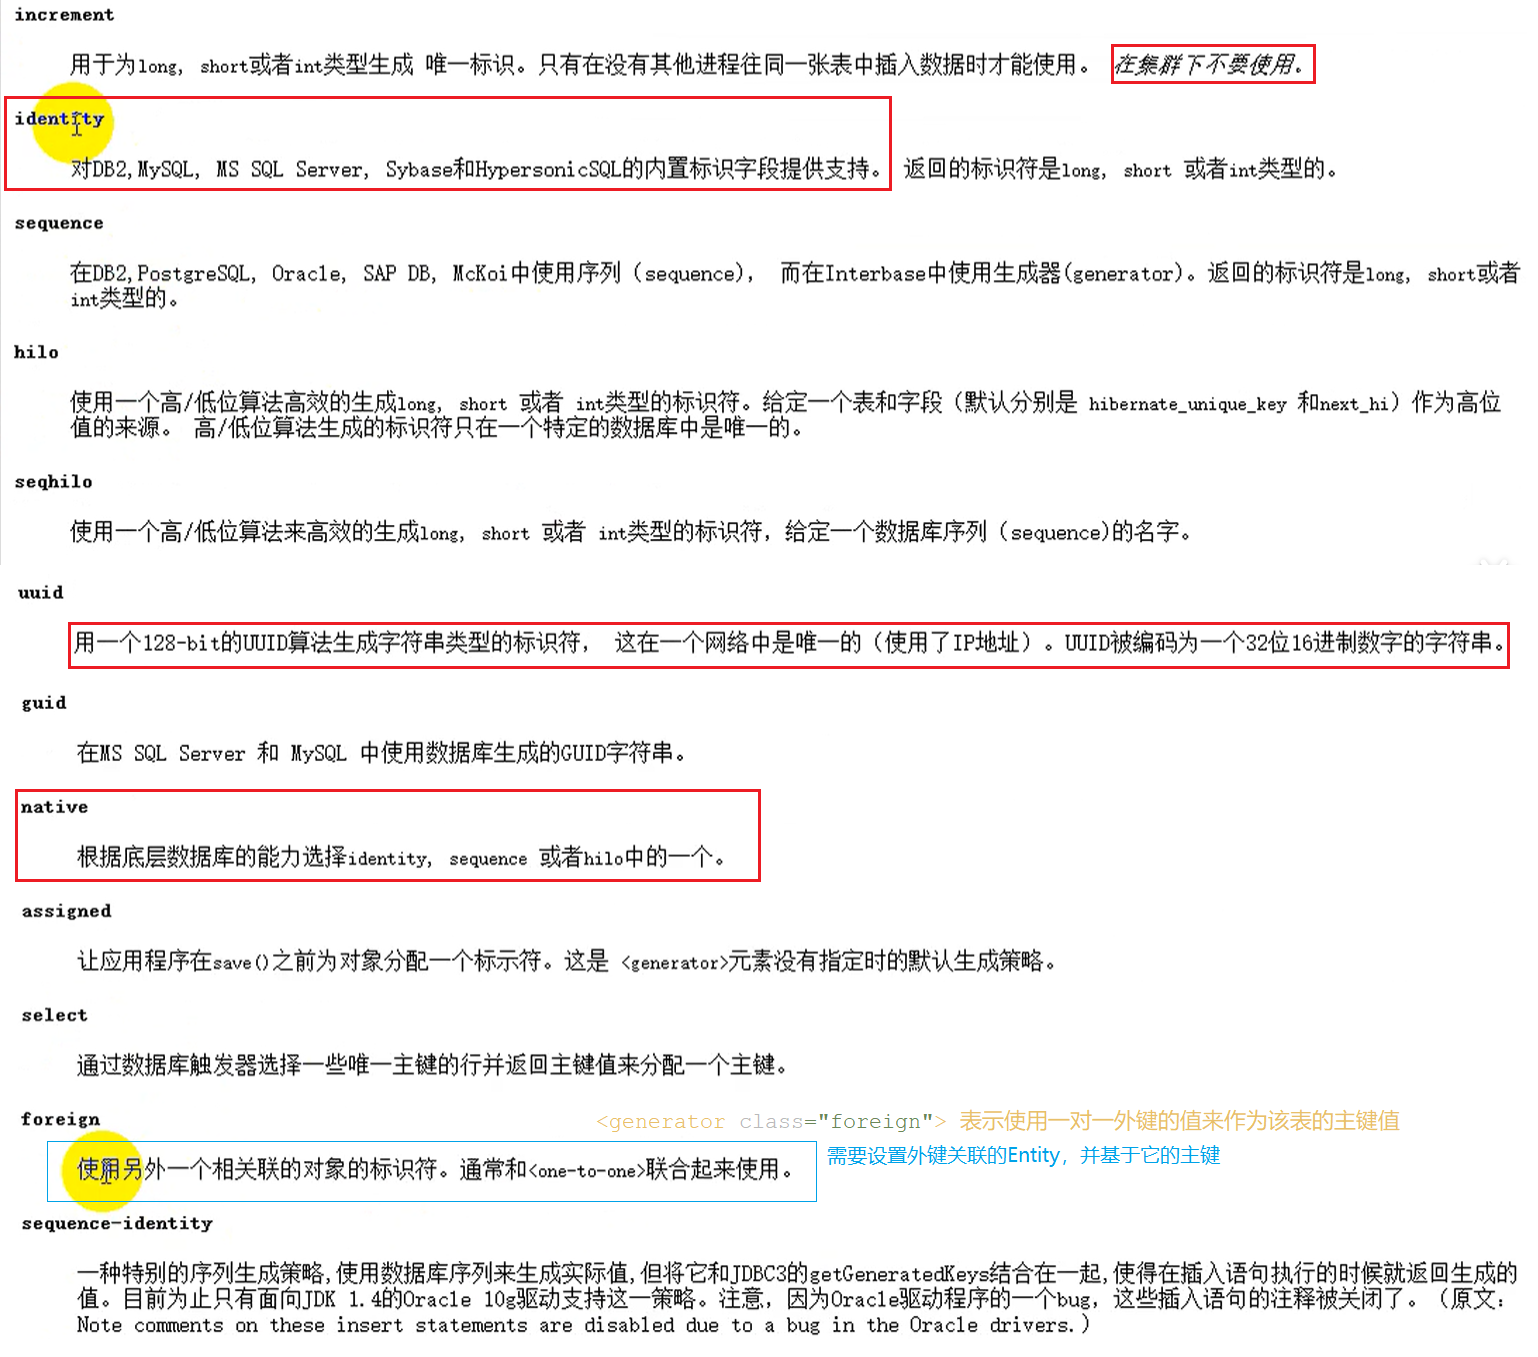 increment
用于为long, short或者int类型生成 唯一标识。只有在没有其他进程往同一张表中插入数据时才能使用。 在集群下不要使用。
identity
对DB2,MySQL, MS SQL Server, Sybase和HypersonicSQL的内置标识字段提供支持。 返回的标识符是long, short 或者int类型的。
sequence
在DB2,PostgreSQL, Oracle, SAP DB, McKoi中使用序列（sequence)， 而在Interbase中使用生成器(generator)。返回的标识符是long, short或者
int类型的。
hilo
使用一个高/低位算法高效的生成long, short 或者 int类型的标识符。给定一个表和字段（默认分别是 hibernate_unique_key 和next_hi）作为高位
值的来源。 高/低位算法生成的标识符只在一个特定的数据库中是唯一的。
seqhilo
使用一个高/低位算法来高效的生成long, short 或者 int类型的标识符，给定一个数据库序列（sequence)的名字。
uuid
用一个128-bit的UUID算法生成字符串类型的标识符， 这在一个网络中是唯一的（使用了IP地址）。UUID被编码为一个32位16进制数字的字符串。
guid
在MS SQL Server 和 MySQL 中使用数据库生成的GUID字符串。
native
根据底层数据库的能力选择identity, sequence 或者hilo中的一个。
assigned
让应用程序在save()之前为对象分配一个标示符。这是 <generator>元素没有指定时的默认生成策略。
select
通过数据库触发器选择一些唯一主键的行并返回主键值来分配一个主键。
foreign
<generator class="foreign"> 表示使用一对一外键的值来作为该表的主键值
需要设置外键关联的Entity，并基于它的主键
使用另外一个相关联的对象的标识符。通常和<one-to-one>联合起来使用。
sequence-identity
一种特别的序列生成策略,使用数据库序列来生成实际值,但将它和JDBC3的getGeneratedKeys结合在一起,使得在插入语句执行的时候就返回生成的
值。目前为止只有面向JDK 1.4的Oracle 10g驱动支持这一策略。注意，因为Oracle驱动程序的一个bug，这些插入语句的注释被关闭了。（原文：
Note comments on these insert statements are disabled due to a bug in the Oracle drivers.）